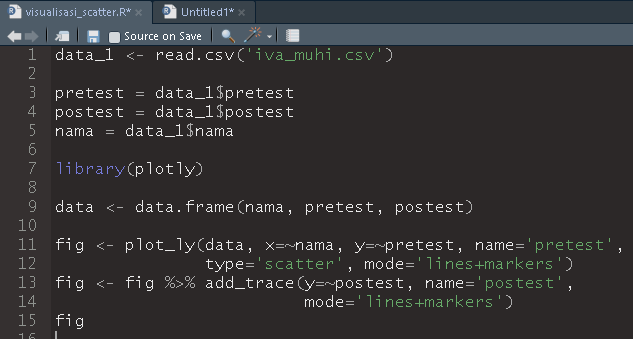 visualisasi_scatter.R* × Untitled1* ×
Source on Save
1 data_1 <- read.csv('iva_muhi.csv')
2
3 pretest = data_1$pretest
4 postest = data_1$postest
5 nama = data_1$nama
6
7 library(plotly)
8
9 data <- data.frame(nama, pretest, postest)
10
11 fig <- plot_ly(data, x=~nama, y=~pretest, name='pretest',
12 type='scatter', mode='lines+markers')
13 fig <- fig %>% add_trace(y=~postest, name='postest',
14 mode='lines+markers')
15 fig
16